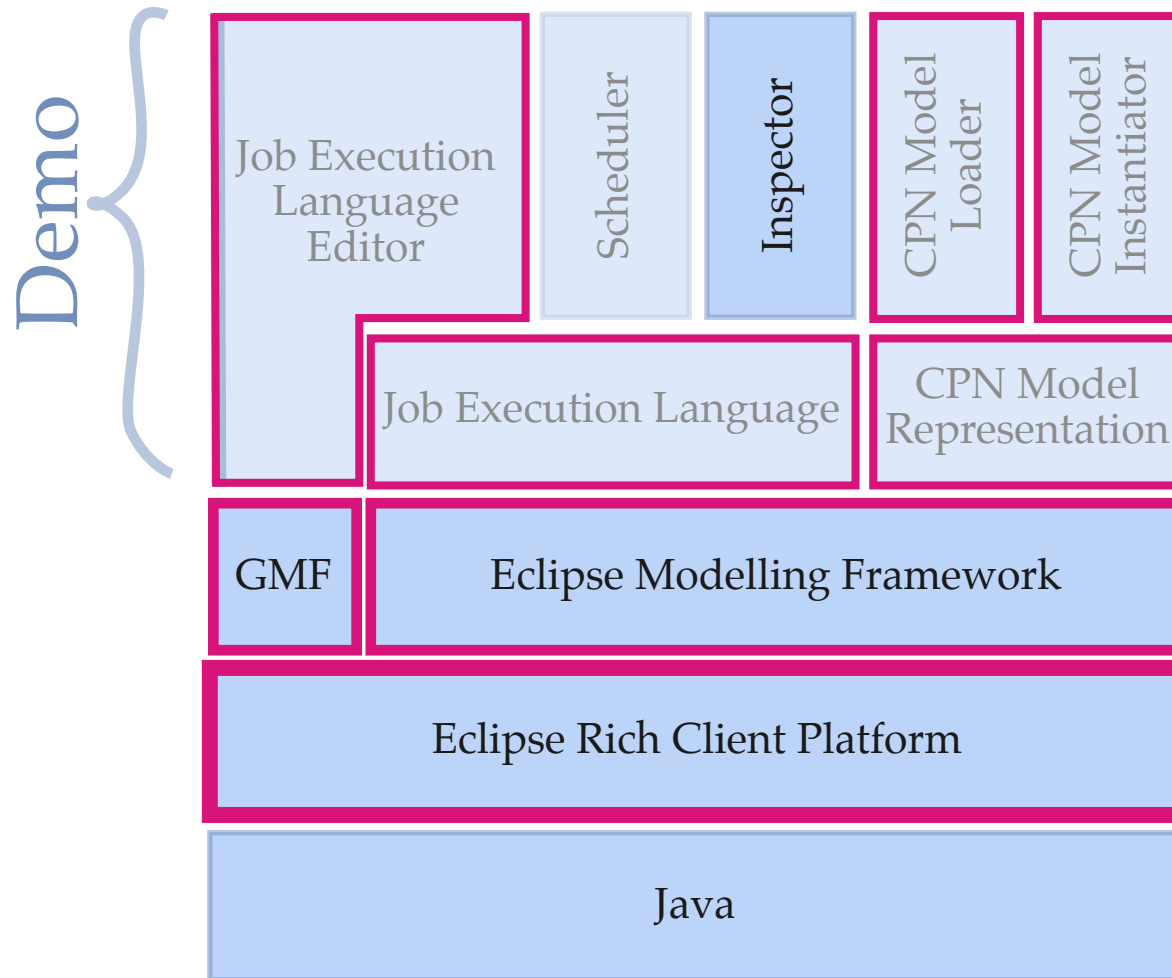 Demo
Job Execution
Language
Editor
Scheduler
Inspector
CPN Model
Loader
CPN Model
Instantiator
Job Execution Language
CPN Model
Representation
GMF
Eclipse Modelling Framework
Eclipse Rich Client Platform
Java